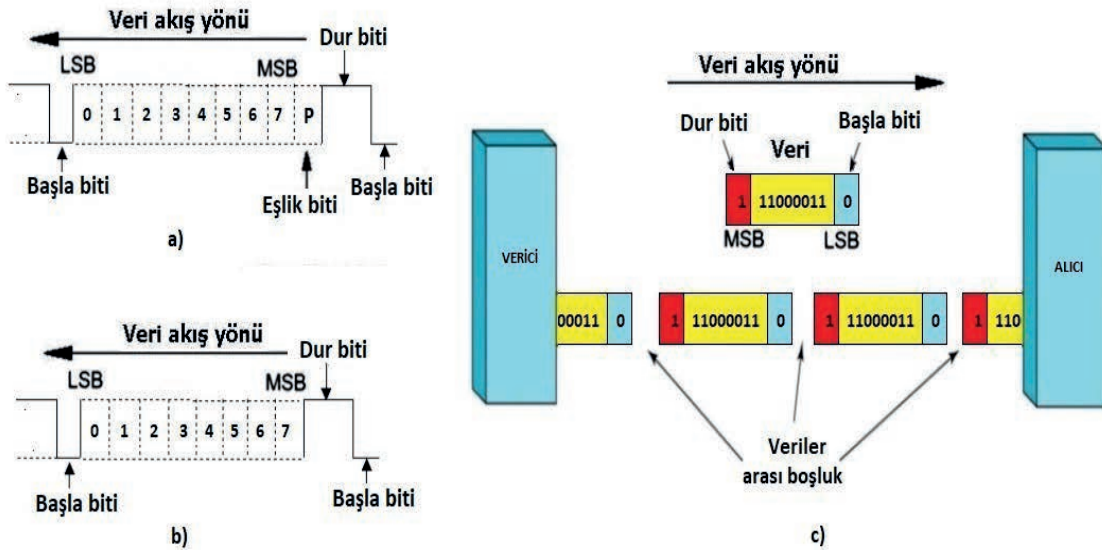 Veri akış yönü
Dur biti
LSB
MSB
0 1 2 3 4 5 6 7 P
Başla biti
Eşlik biti
Başla biti
a)
Veri akış yönü
Dur biti
LSB
MSB
0 1 2 3 4 5 6 7
Başla biti
Başla biti
b)
Veri akış yönü
Dur biti
Başla biti
Veri
1 11000011 0
MSB
LSB
VERİCİ
ALICI
00011 0
1 11000011 0
1 11000011 0
1 110
Veriler
arası boşluk
c)